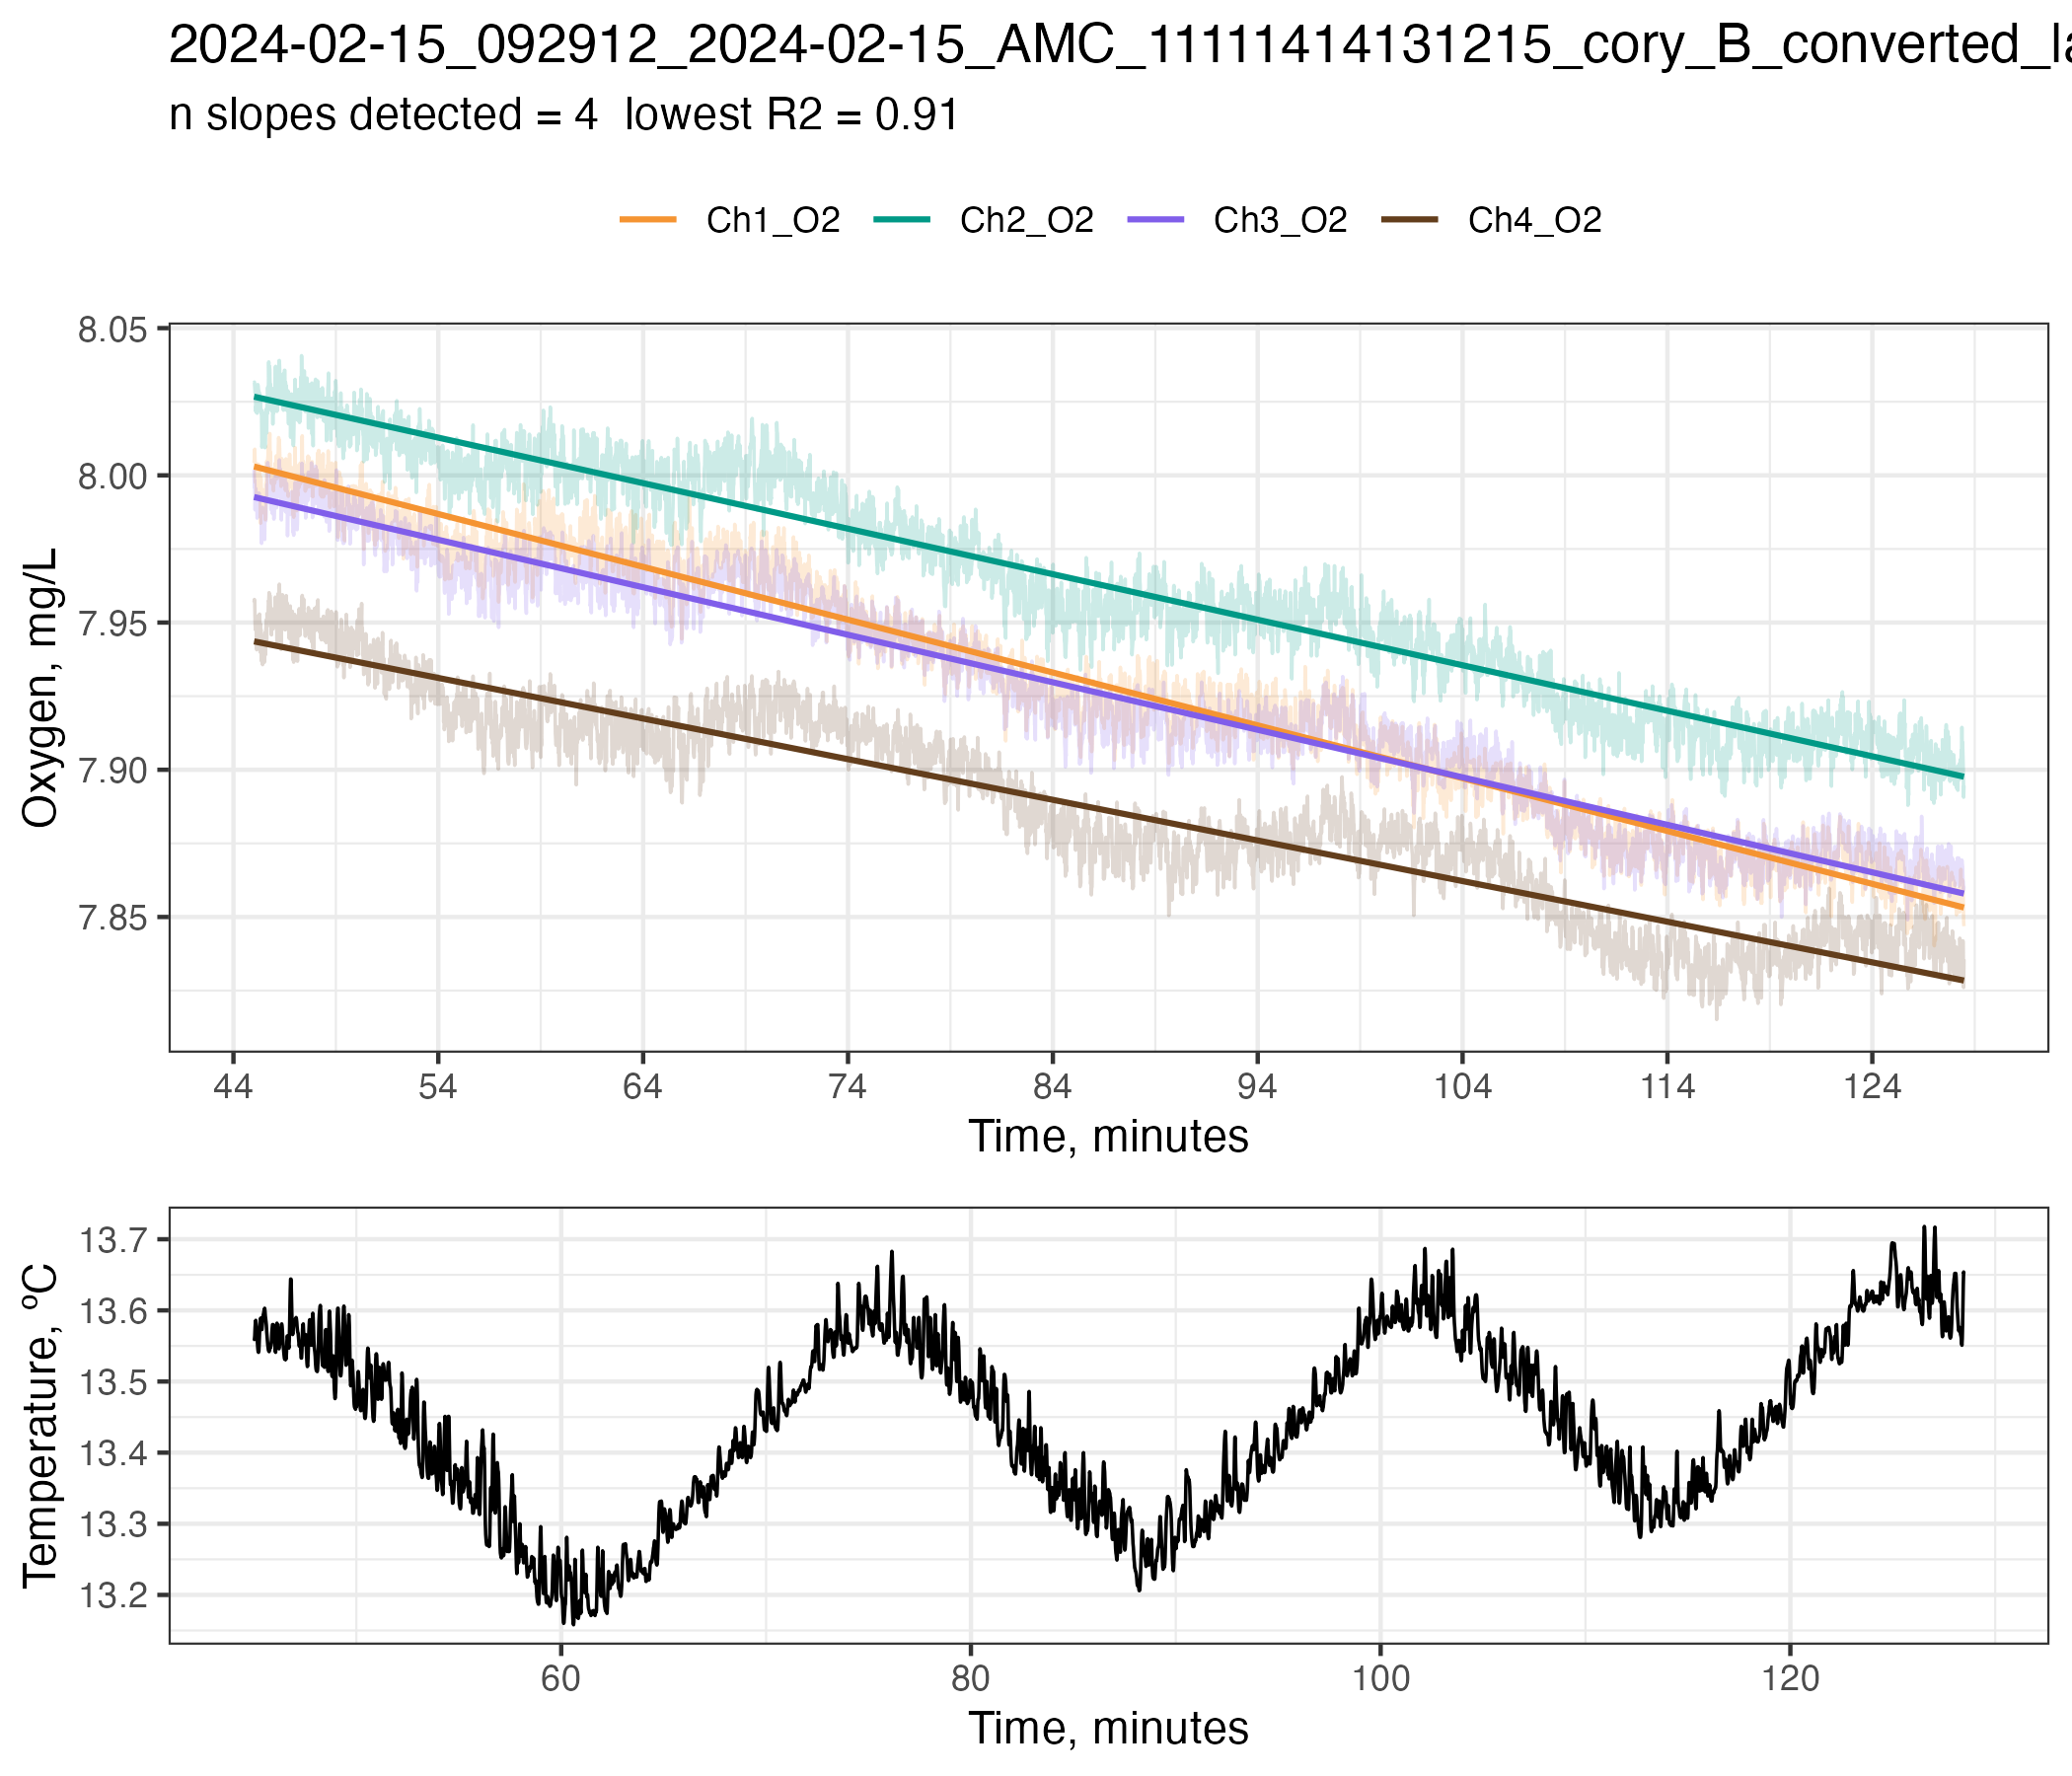 2024-02-15_092912_2024-02-15_AMC_11111414131215_cory_B_converted_la
n slopes detected = 4 lowest R2 = 0.91
Ch1_O2 Ch2_O2 Ch3_O2 Ch4_O2
8.05
8.00
7.95
7.90
7.85
Oxygen, mg/L
44 54 64 74 84 94 104 114 124
Time, minutes
13.7
13.6
13.5
13.4
13.3
13.2
Temperature, ºC
60 80 100 120
Time, minutes